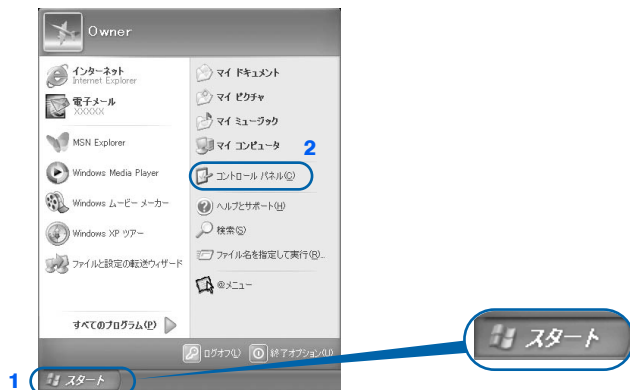 Owner
インターネット
Internet Explorer
電子メール
XXXXX
MSN Explorer
Windows Media Player
Windows ムービー メーカー
Windows XP ツアー
ファイルと設定の転送ウィザード
すべてのプログラム(P)
マイ ドキュメント
マイ ピクチャ
マイ ミュージック
マイ コンピュータ
2
コントロール パネル(C)
ヘルプとサポート(H)
検索(S)
ファイル名を指定して実行(R)...
@メニュー
ログオフ(L)
終了オプション(U)
1
スタート
スタート